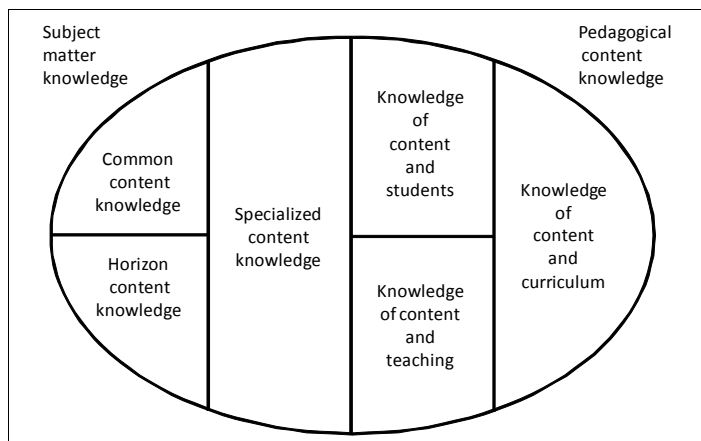 Subject
matter
knowledge
Pedagogical
content
knowledge
Common
content
knowledge
Horizon
content
knowledge
Specialized
content
knowledge
Knowledge
of
content
and
students
Knowledge
of content
and
teaching
Knowledge
of
content
and
curriculum